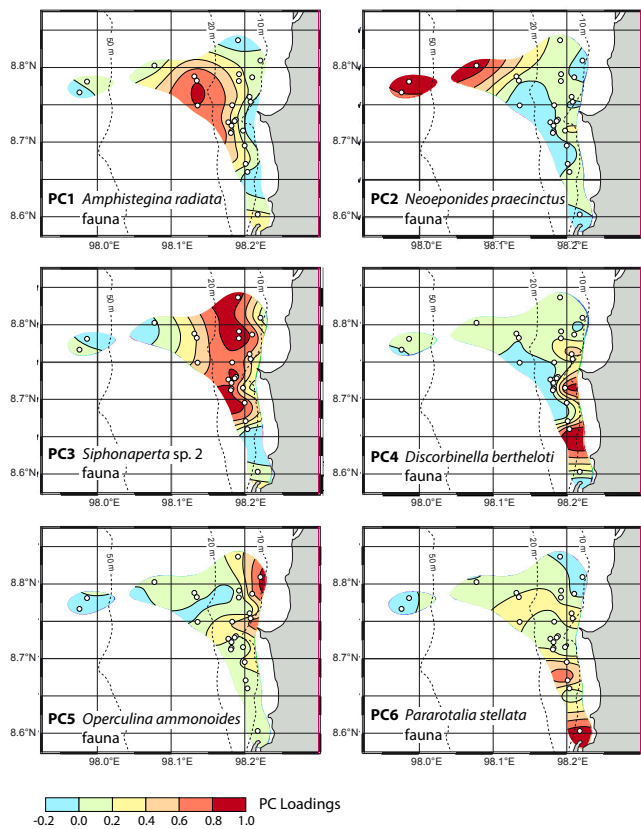 50 m
20 m
10 m
50 m
20 m
10 m
8.8°N
8.8°N
8.7°N
8.7°N
PC1 Amphistegina radiata
fauna
PC2 Neoeponides praecinctus
fauna
8.6°N
8.6°N
98.0°E
98.1°E
98.2°E
98.0°E
98.1°E
98.2°E
50 m
20 m
10 m
50 m
20 m
10 m
8.8°N
8.8°N
8.7°N
8.7°N
PC3 Siphonaperta sp. 2
fauna
PC4 Discorbinella bertheloti
fauna
8.6°N
8.6°N
98.0°E
98.1°E
98.2°E
98.0°E
98.1°E
98.2°E
50 m
20 m
10 m
50 m
20 m
10 m
8.8°N
8.8°N
8.7°N
8.7°N
PC5 Operculina ammonoides
fauna
PC6 Pararotalia stellata
fauna
8.6°N
8.6°N
98.0°E
98.1°E
98.2°E
98.0°E
98.1°E
98.2°E
PC Loadings
-0.2 0.0 0.2 0.4 0.6 0.8 1.0